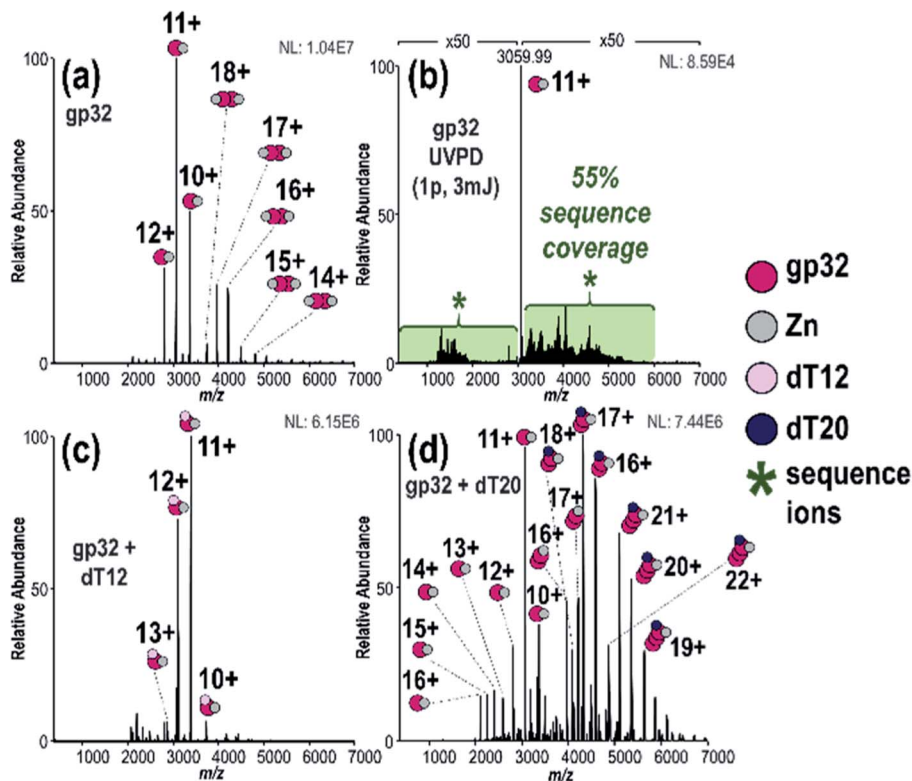 (a)
gp32
NL: 1.04E7
11+
18+
17+
10+
16+
12+
15+
14+
100
50
0
Relative Abundance
1000 2000 3000 4000 5000 6000 7000
m/z
(b)
x50
x50
3059.99
NL: 8.59E4
11+
gp32
UVPD
(1p, 3mJ)
55%
sequence
coverage
*
*
100
50
0
Relative Abundance
1000 2000 3000 4000 5000 6000 7000
m/z
gp32
Zn
dT12
dT20
* sequence
ions
(c)
NL: 6.15E6
11+
12+
gp32 +
dT12
13+
10+
100
50
0
Relative Abundance
1000 2000 3000 4000 5000 6000 7000
m/z
(d)
gp32 + dT20
NL: 7.44E6
17+
11+
18+
16+
17+
21+
16+
13+
14+
12+
20+
22+
10+
15+
19+
16+
100
50
0
Relative Abundance
1000 2000 3000 4000 5000 6000 7000
m/z